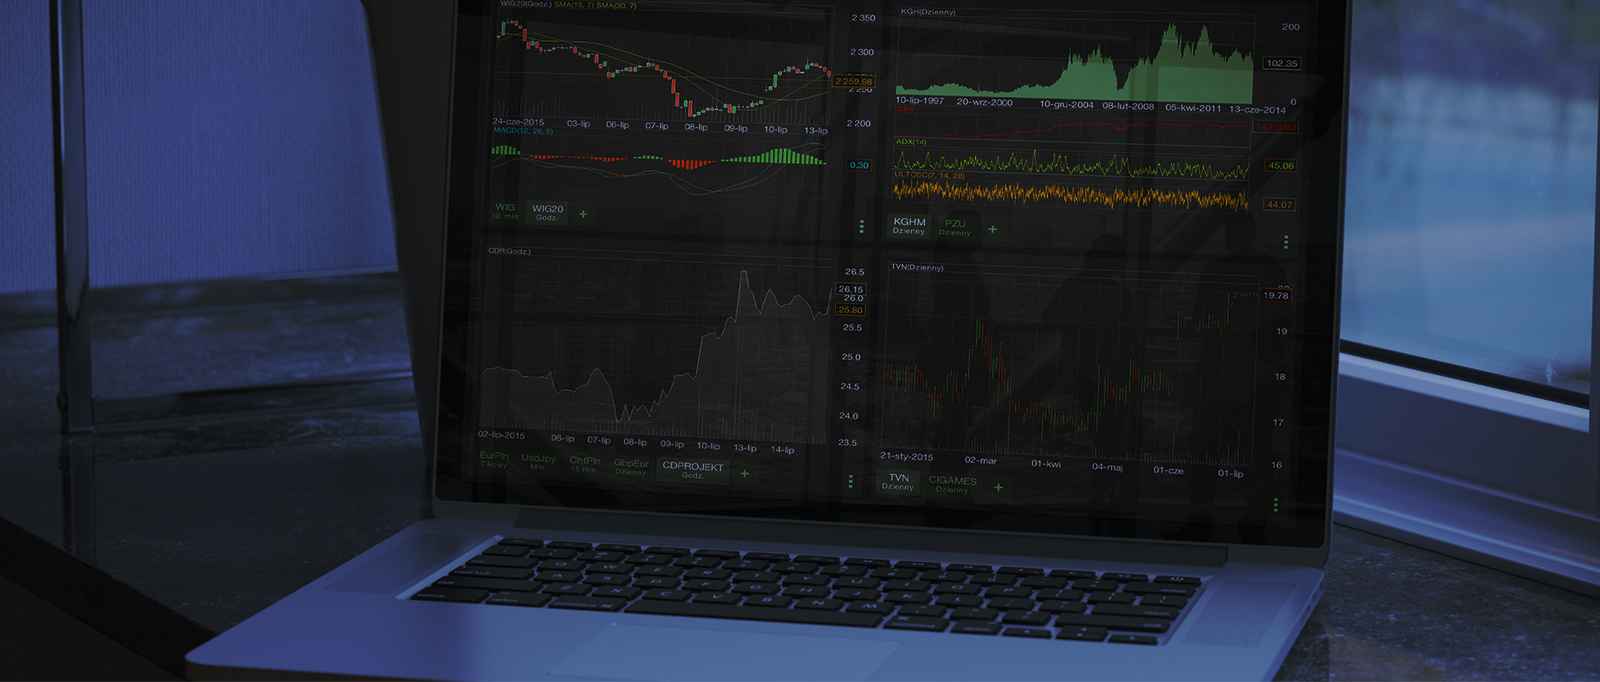 WIG20(Godz.) SMA(15, 7) SMA(30, 7)
2 350
2 300
2 259.98
2 250
2 200
24-cze-2015 03-lip 06-lip 07-lip 08-lip 09-lip 10-lip 13-lip
MACD(12, 26, 9)
0.30
WIG
10. min
WIG20
Godz.
+
KGH(Dzienny)
200
102.35
0
10-lip-1997 20-wrz-2000 10-gru-2004 08-lut-2008 05-kwi-2011 13-cze-2014
ADX(14)
45.06
ULTOSC(7, 14, 28)
44.07
KGHM
Dzienny
PZU
Dzienny
+
CDR(Godz.)
26.5
26.15
26.0
25.80
25.5
25.0
24.5
24.0
23.5
02-lip-2015 06-lip 07-lip 08-lip 09-lip 10-lip 13-lip 14-lip
EurPln
Tikowy
UsdJpy
Min.
ChfPln
15 min.
GbpEur
Dzienny
CDPROJEKT
Godz.
+
TVN(Dzienny)
19.78
19
18
17
16
21-sty-2015 02-mar 01-kwi 04-maj 01-cze 01-lip
TVN
Dzienny
CIGAMES
Dzienny
+